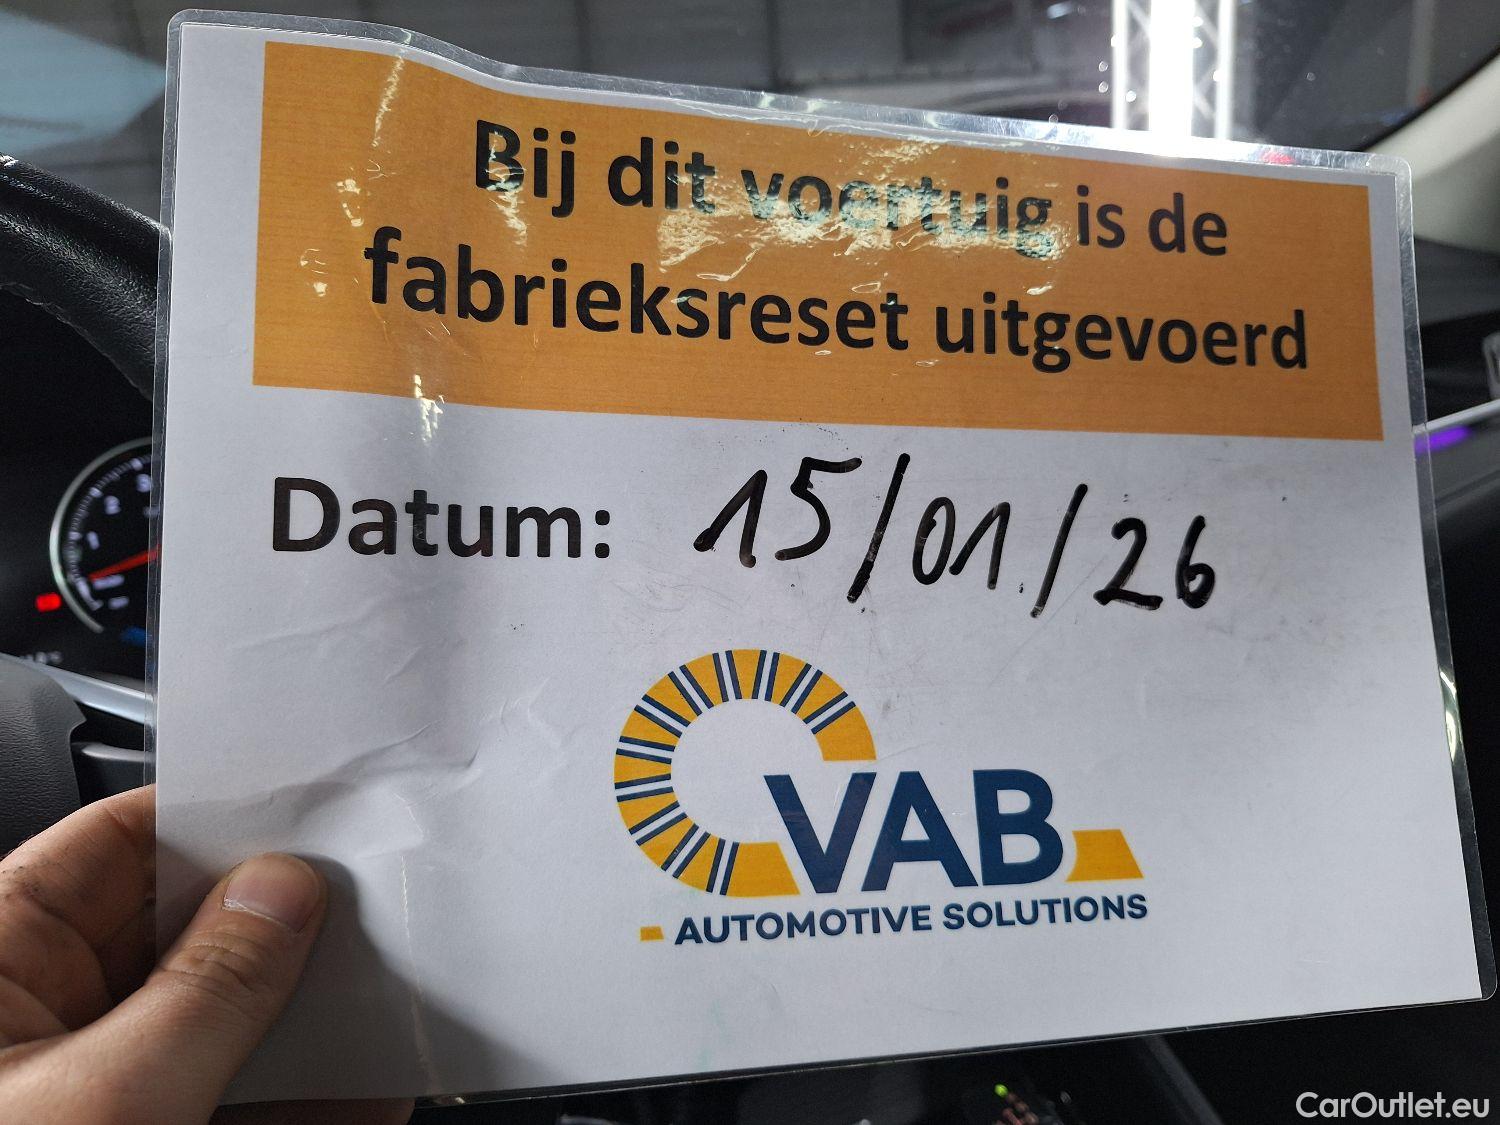 Bij dit voertuig is de
fabrieksreset uitgevoerd
Datum: 15/01/26
VAB
AUTOMOTIVE SOLUTIONS
CarOutlet.eu